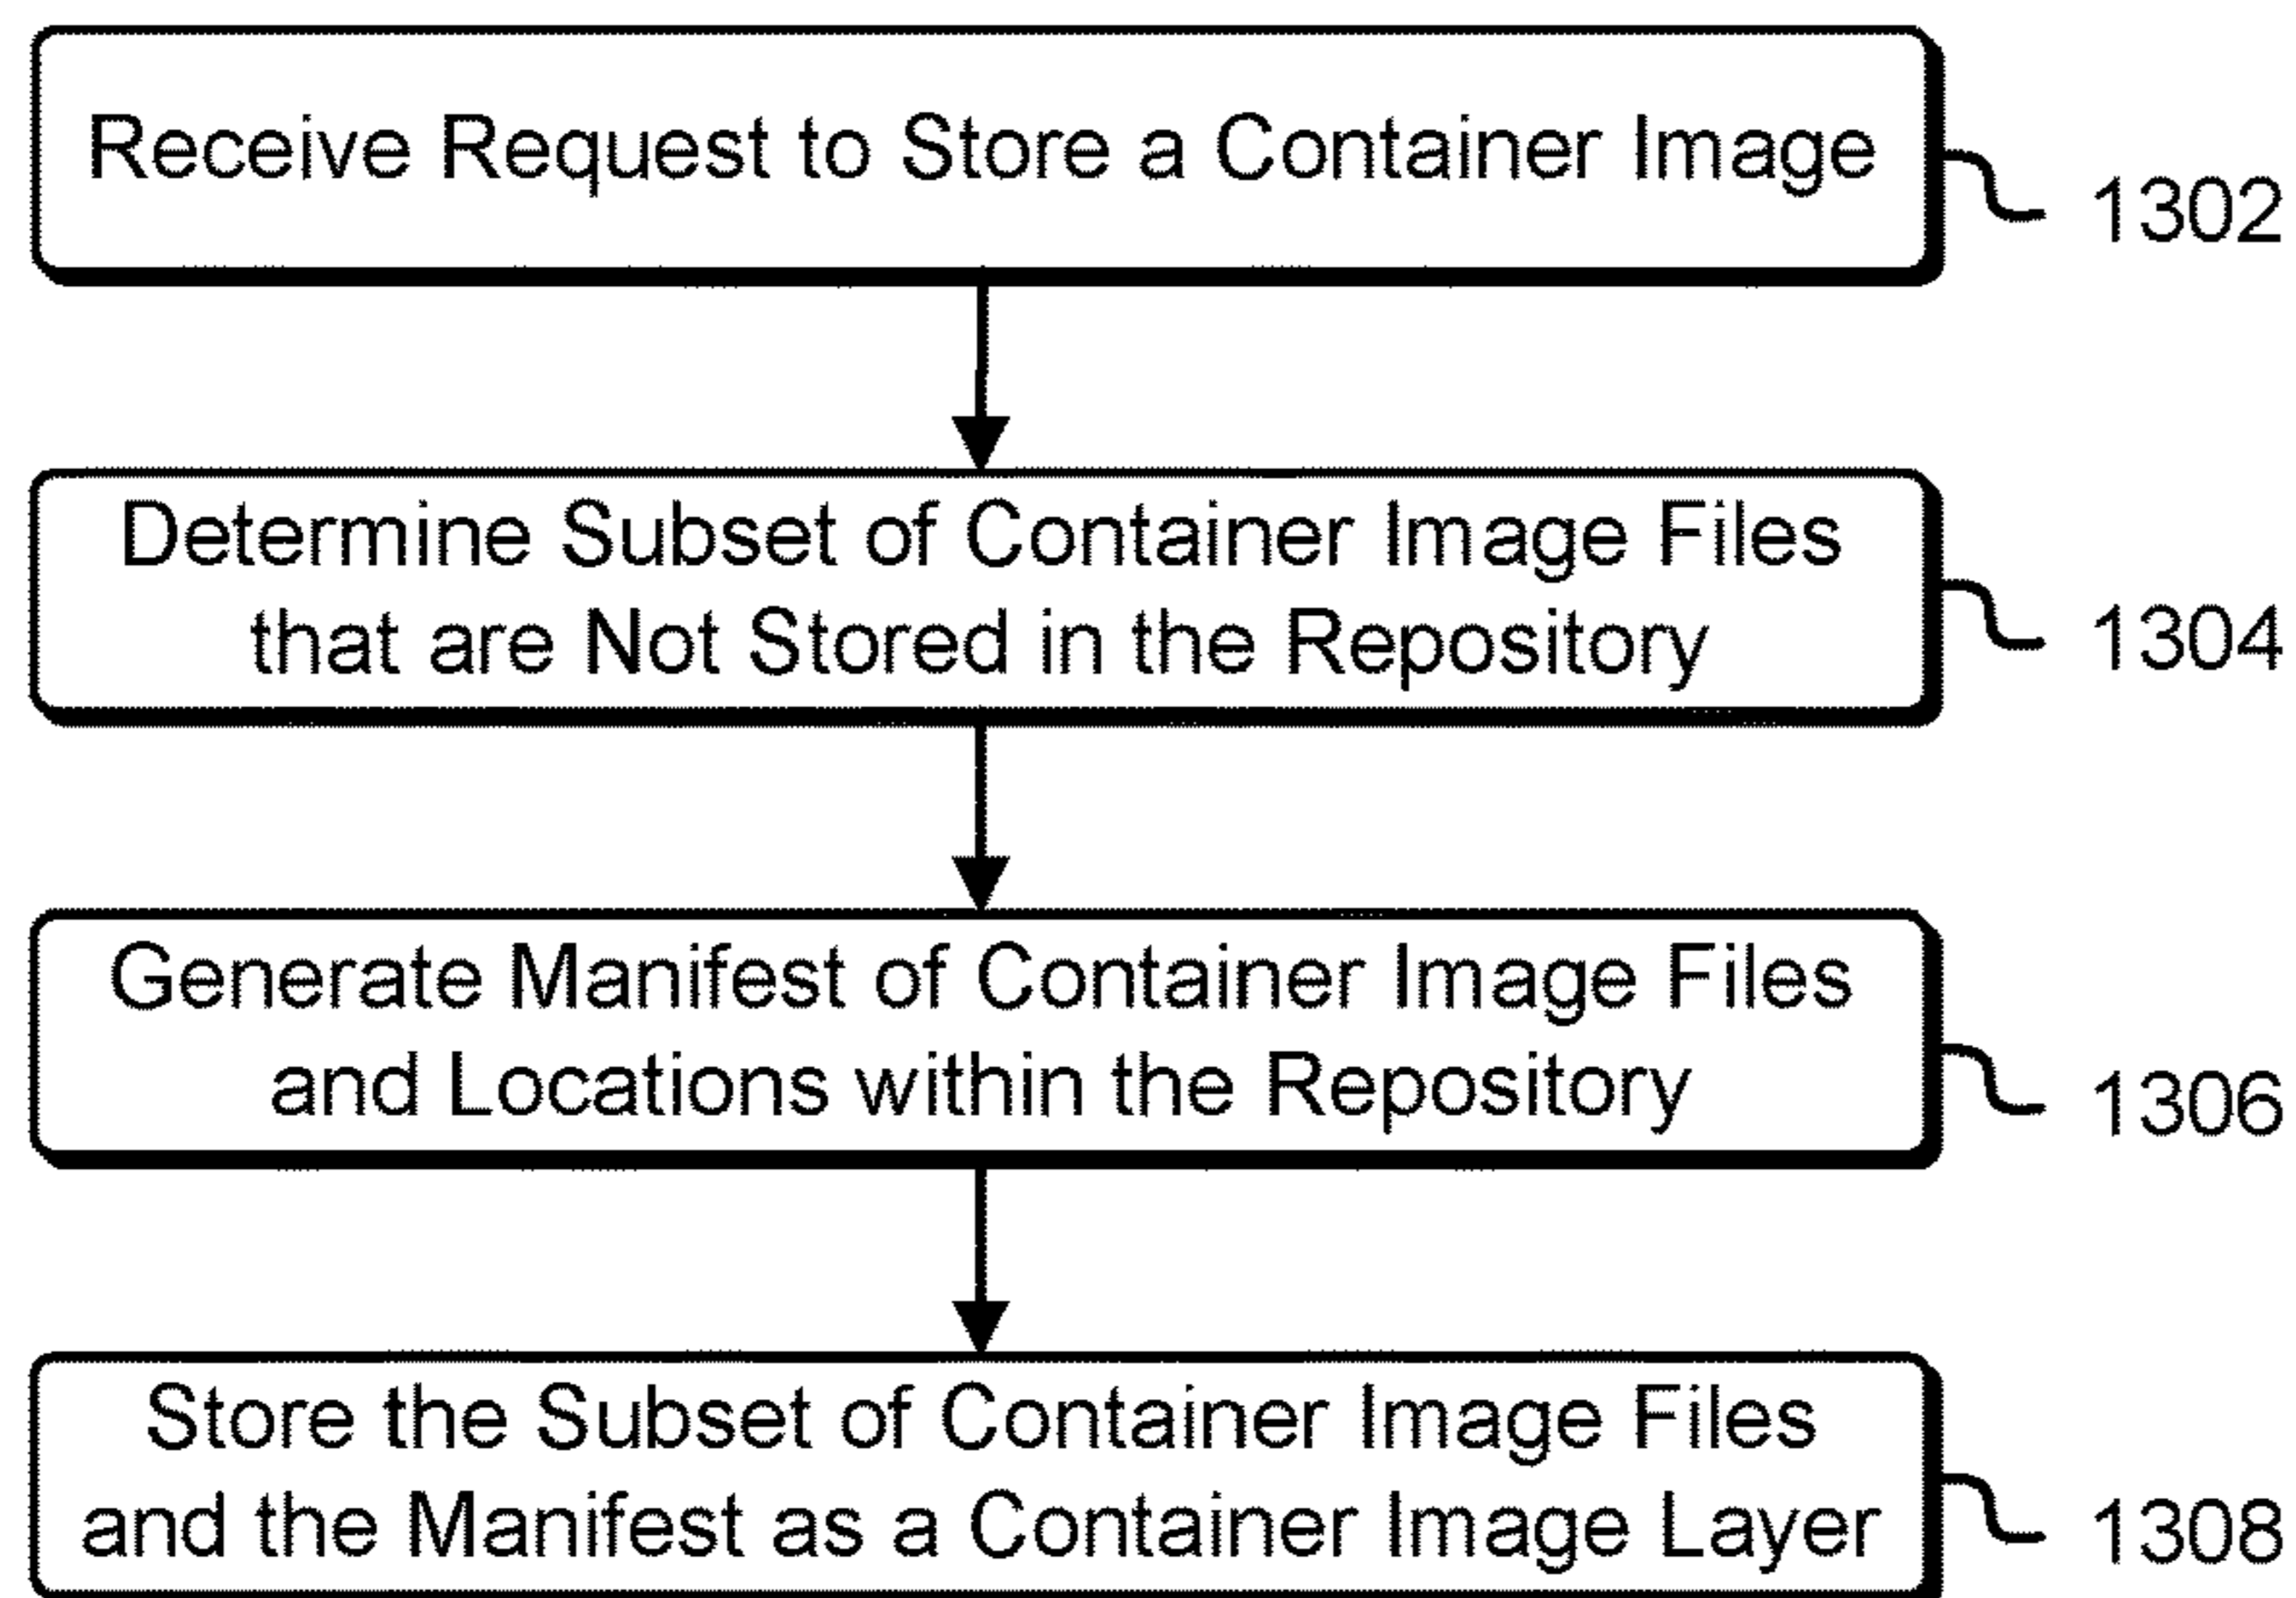 Receive Request to Store a Container Image
1302
Determine Subset of Container Image Files
that are Not Stored in the Repository
1304
Generate Manifest of Container Image Files
and Locations within the Repository
1306
Store the Subset of Container Image Files
and the Manifest as a Container Image Layer
1308